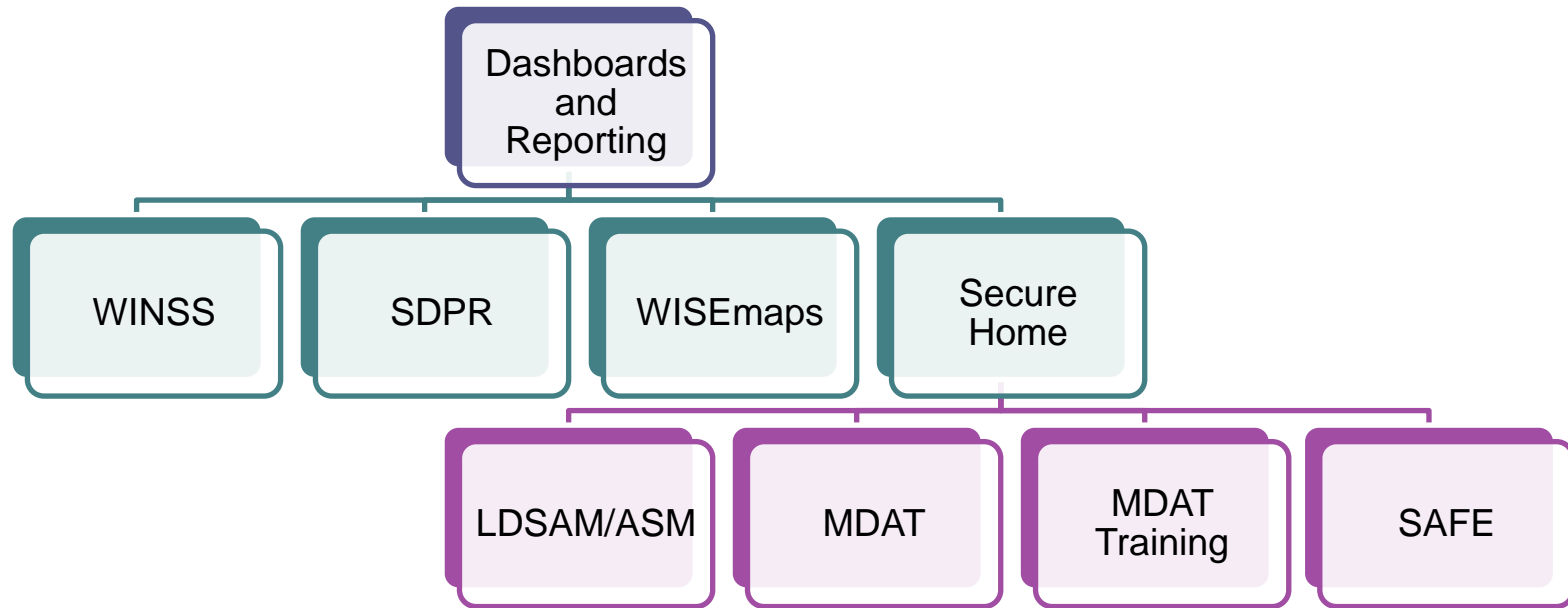 Dashboards
and
Reporting
WINSS
SDPR
WISEmaps
Secure
Home
LDSAM/ASM
MDAT
MDAT
Training
SAFE